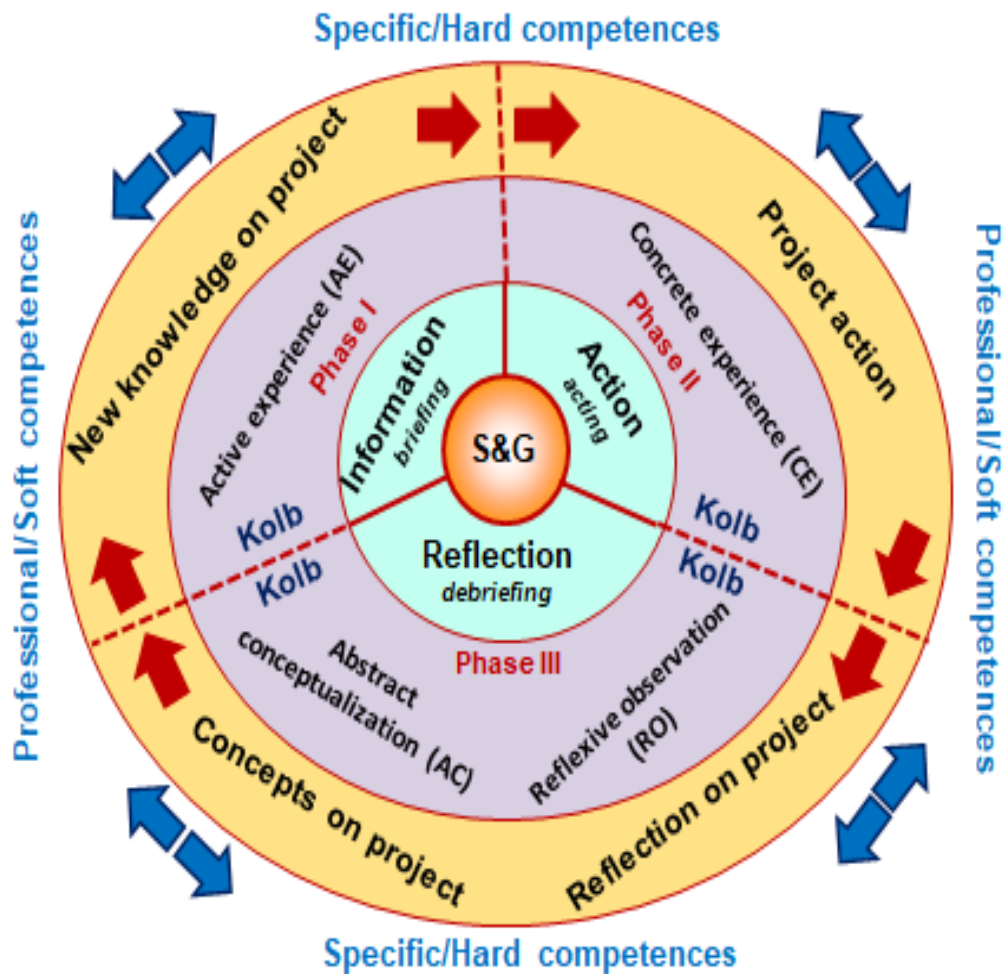 Specific/Hard competences
Professional/Soft competences
Professional/Soft competences
New knowledge on project
Project action
Active experience (AE)
Phase I
Concrete experience (CE)
Phase II
Information
briefing
Action
acting
S&G
Kolb
Kolb
Kolb
Kolb
Reflection
debriefing
Phase III
Abstract
conceptualization (AC)
Reflexive observation
(RO)
Concepts on project
Reflection on project
Specific/Hard competences